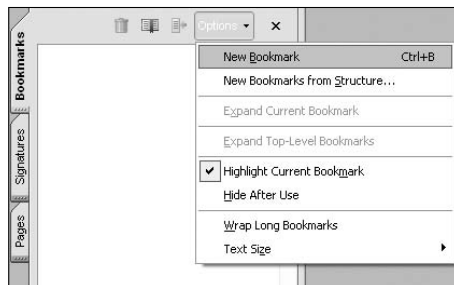 Options
New Bookmark Ctrl+B
New Bookmarks from Structure...
Expand Current Bookmark
Expand Top-Level Bookmarks
Highlight Current Bookmark
Hide After Use
Wrap Long Bookmarks
Text Size
Bookmarks
Signatures
Pages